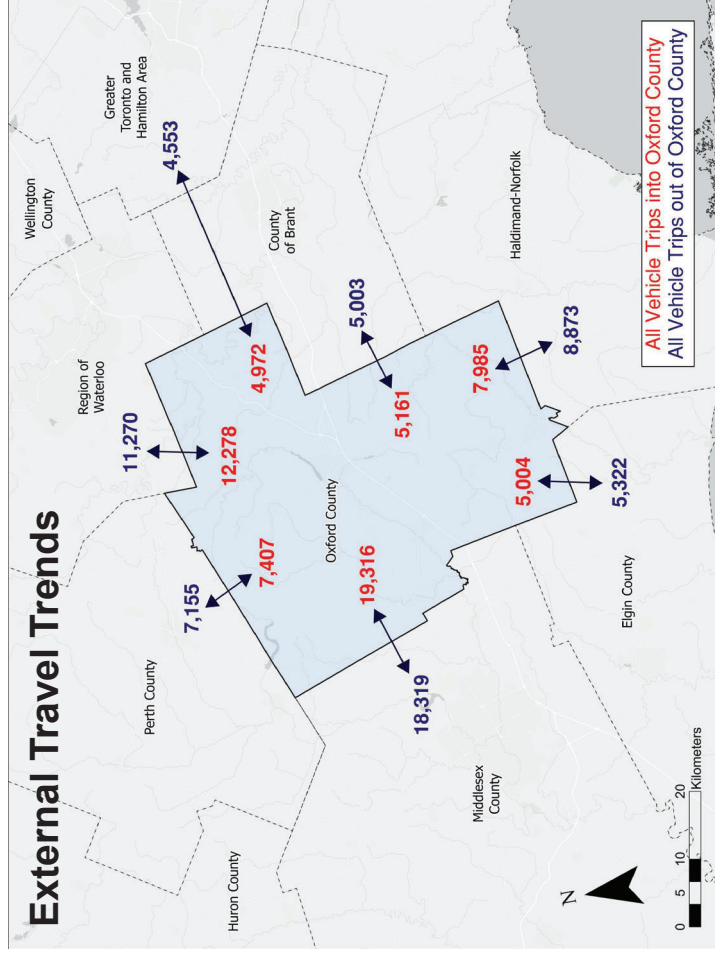 External Travel Trends
Huron County
Perth County
Region of
Waterloo
Wellington
County
Greater
Toronto and
Hamilton Area
7,155
11,270
4,553
7,407
12,278
4,972
County
of Brant
Oxford County
19,316
5,161
5,003
18,319
Middlesex
County
5,004
7,985
5,322
8,873
Haldimand-Norfolk
Elgin County
N
0
5
10
20
Kilometers
All Vehicle Trips into Oxford County
All Vehicle Trips out of Oxford County